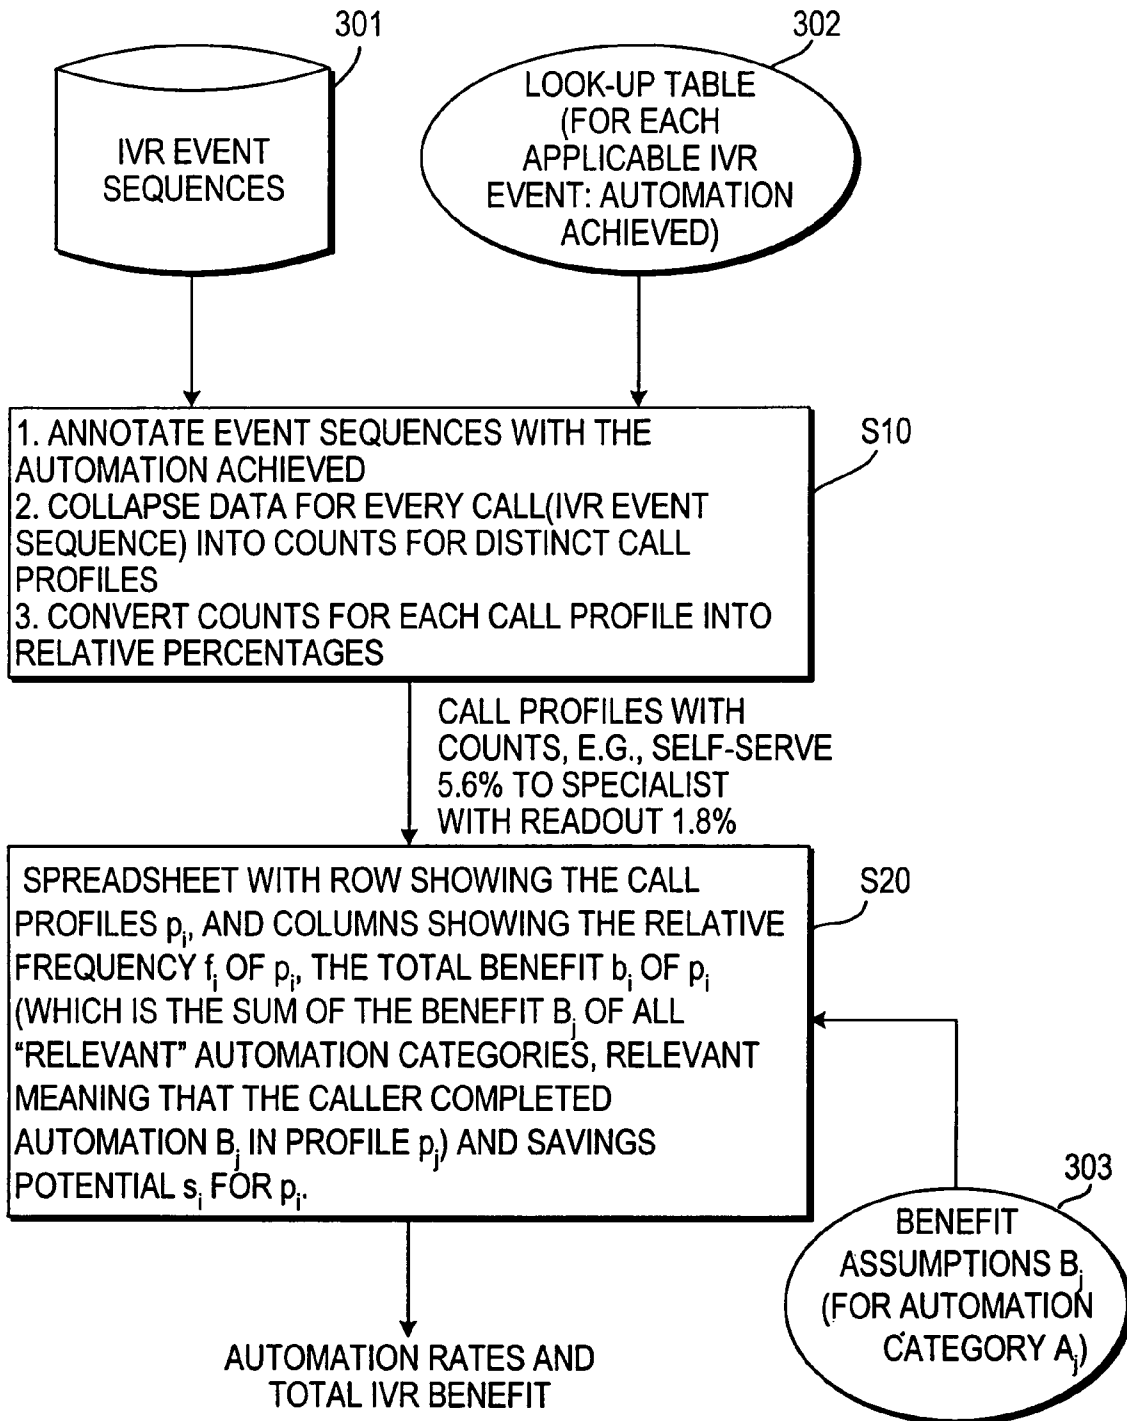 301
IVR EVENT
SEQUENCES
302
LOOK-UP TABLE
(FOR EACH
APPLICABLE IVR
EVENT: AUTOMATION
ACHIEVED)
1. ANNOTATE EVENT SEQUENCES WITH THE
AUTOMATION ACHIEVED
2. COLLAPSE DATA FOR EVERY CALL(IVR EVENT
SEQUENCE) INTO COUNTS FOR DISTINCT CALL
PROFILES
3. CONVERT COUNTS FOR EACH CALL PROFILE INTO
RELATIVE PERCENTAGES
S10
CALL PROFILES WITH
COUNTS, E.G., SELF-SERVE
5.6% TO SPECIALIST
WITH READOUT 1.8%
SPREADSHEET WITH ROW SHOWING THE CALL
PROFILES pᵢ, AND COLUMNS SHOWING THE RELATIVE
FREQUENCY fᵢ OF pᵢ, THE TOTAL BENEFIT bᵢ OF pᵢ
(WHICH IS THE SUM OF THE BENEFIT Bⱼ OF ALL
“RELEVANT” AUTOMATION CATEGORIES, RELEVANT
MEANING THAT THE CALLER COMPLETED
AUTOMATION Bⱼ IN PROFILE pⱼ) AND SAVINGS
POTENTIAL sᵢ FOR pᵢ.
S20
303
BENEFIT
ASSUMPTIONS Bⱼ
(FOR AUTOMATION
CATEGORY Aⱼ)
AUTOMATION RATES AND
TOTAL IVR BENEFIT